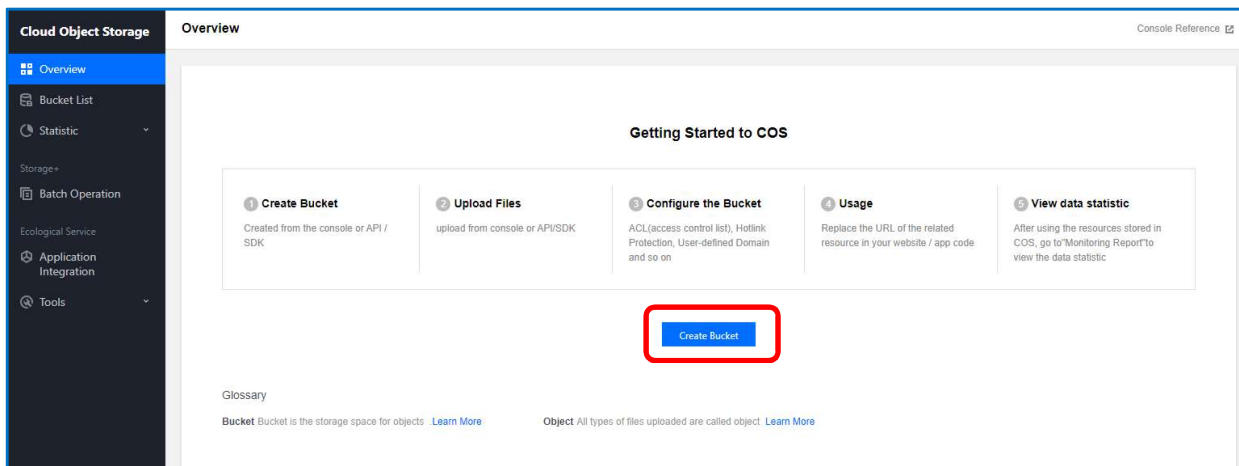 Cloud Object Storage
Overview
Bucket List
Statistic
Storage+
Batch Operation
Ecological Service
Application
Integration
Tools
Overview
Console Reference
Getting Started to COS
1 Create Bucket
Created from the console or API /
SDK
2 Upload Files
upload from console or API/SDK
3 Configure the Bucket
ACL(access control list), Hotlink
Protection, User-defined Domain
and so on
4 Usage
Replace the URL of the related
resource in your website / app code
5 View data statistic
After using the resources stored in
COS, go to"Monitoring Report"to
view the data statistic
Create Bucket
Glossary
Bucket Bucket is the storage space for objects .Learn More
Object All types of files uploaded are called object Learn More